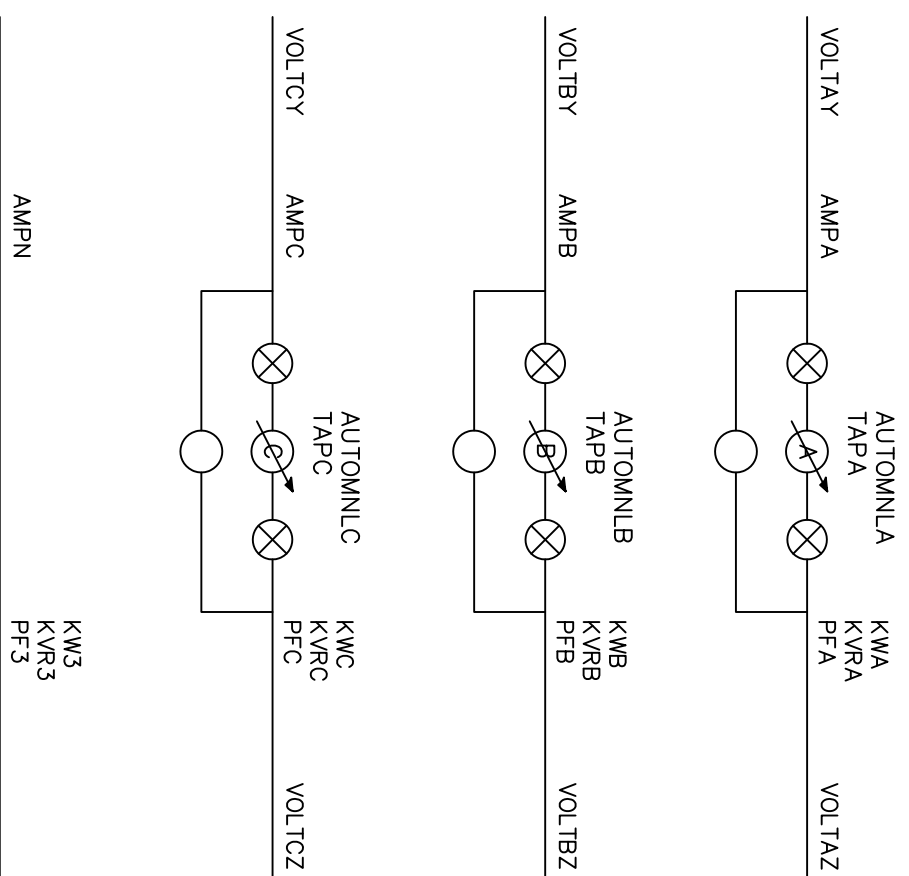 VOLTAY
AMPA
AUTOMNLA
TAPA
A
KWA
KVRA
PFA
VOLTAZ
VOLTBY
AMPB
AUTOMNLB
TAPB
B
KWB
KVRB
PFB
VOLTBZ
VOLTCY
AMPC
AUTOMNLC
TAPC
C
KWC
KVRC
PFC
VOLTCZ
AMPN
KW3
KVR3
PF3